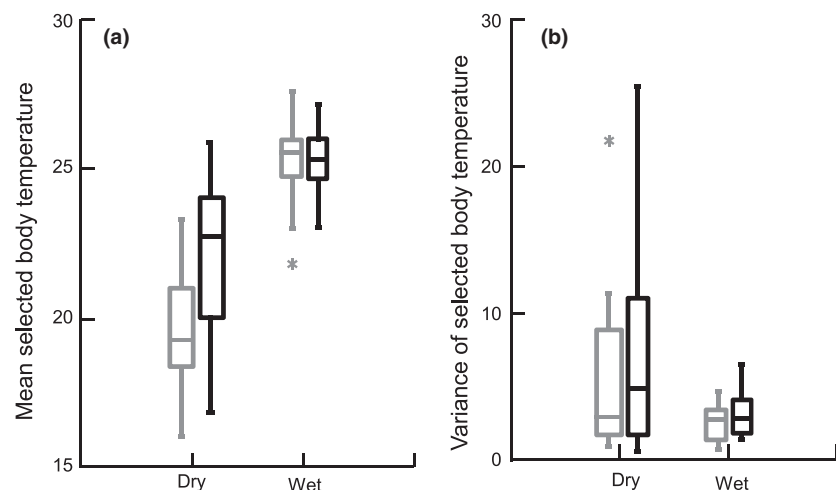 (a)
Mean selected body temperature
30
25
20
15
Dry
Wet
(b)
Variance of selected body temperature
30
20
10
0
Dry
Wet